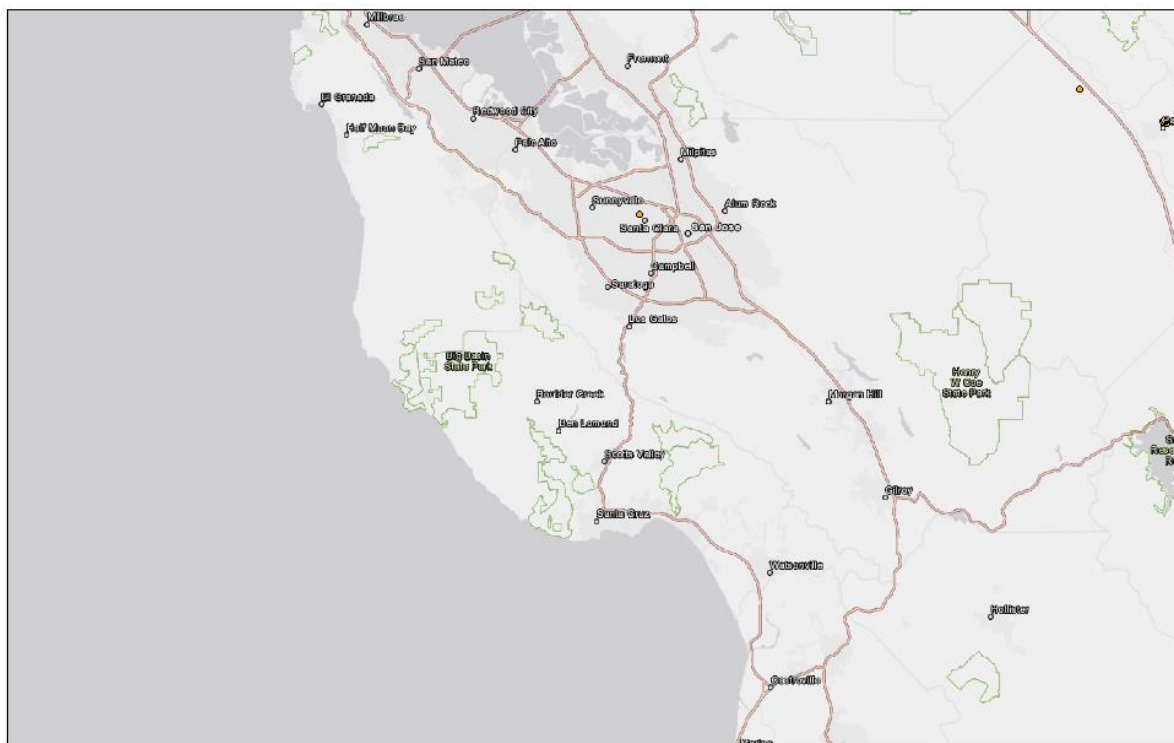 Millbrae
San Mateo
Fremont
El Granada
Redwood City
Half Moon Bay
Palo Alto
Milpitas
Sunnyvale
Alum Rock
Santa Clara
San Jose
Campbell
Saratoga
Los Gatos
Big Basin
State Park
Henry
W Coe
State Park
Boulder Creek
Morgan Hill
Ben Lomond
Scotts Valley
Gilroy
Santa Cruz
Watsonville
Hollister
Castroville